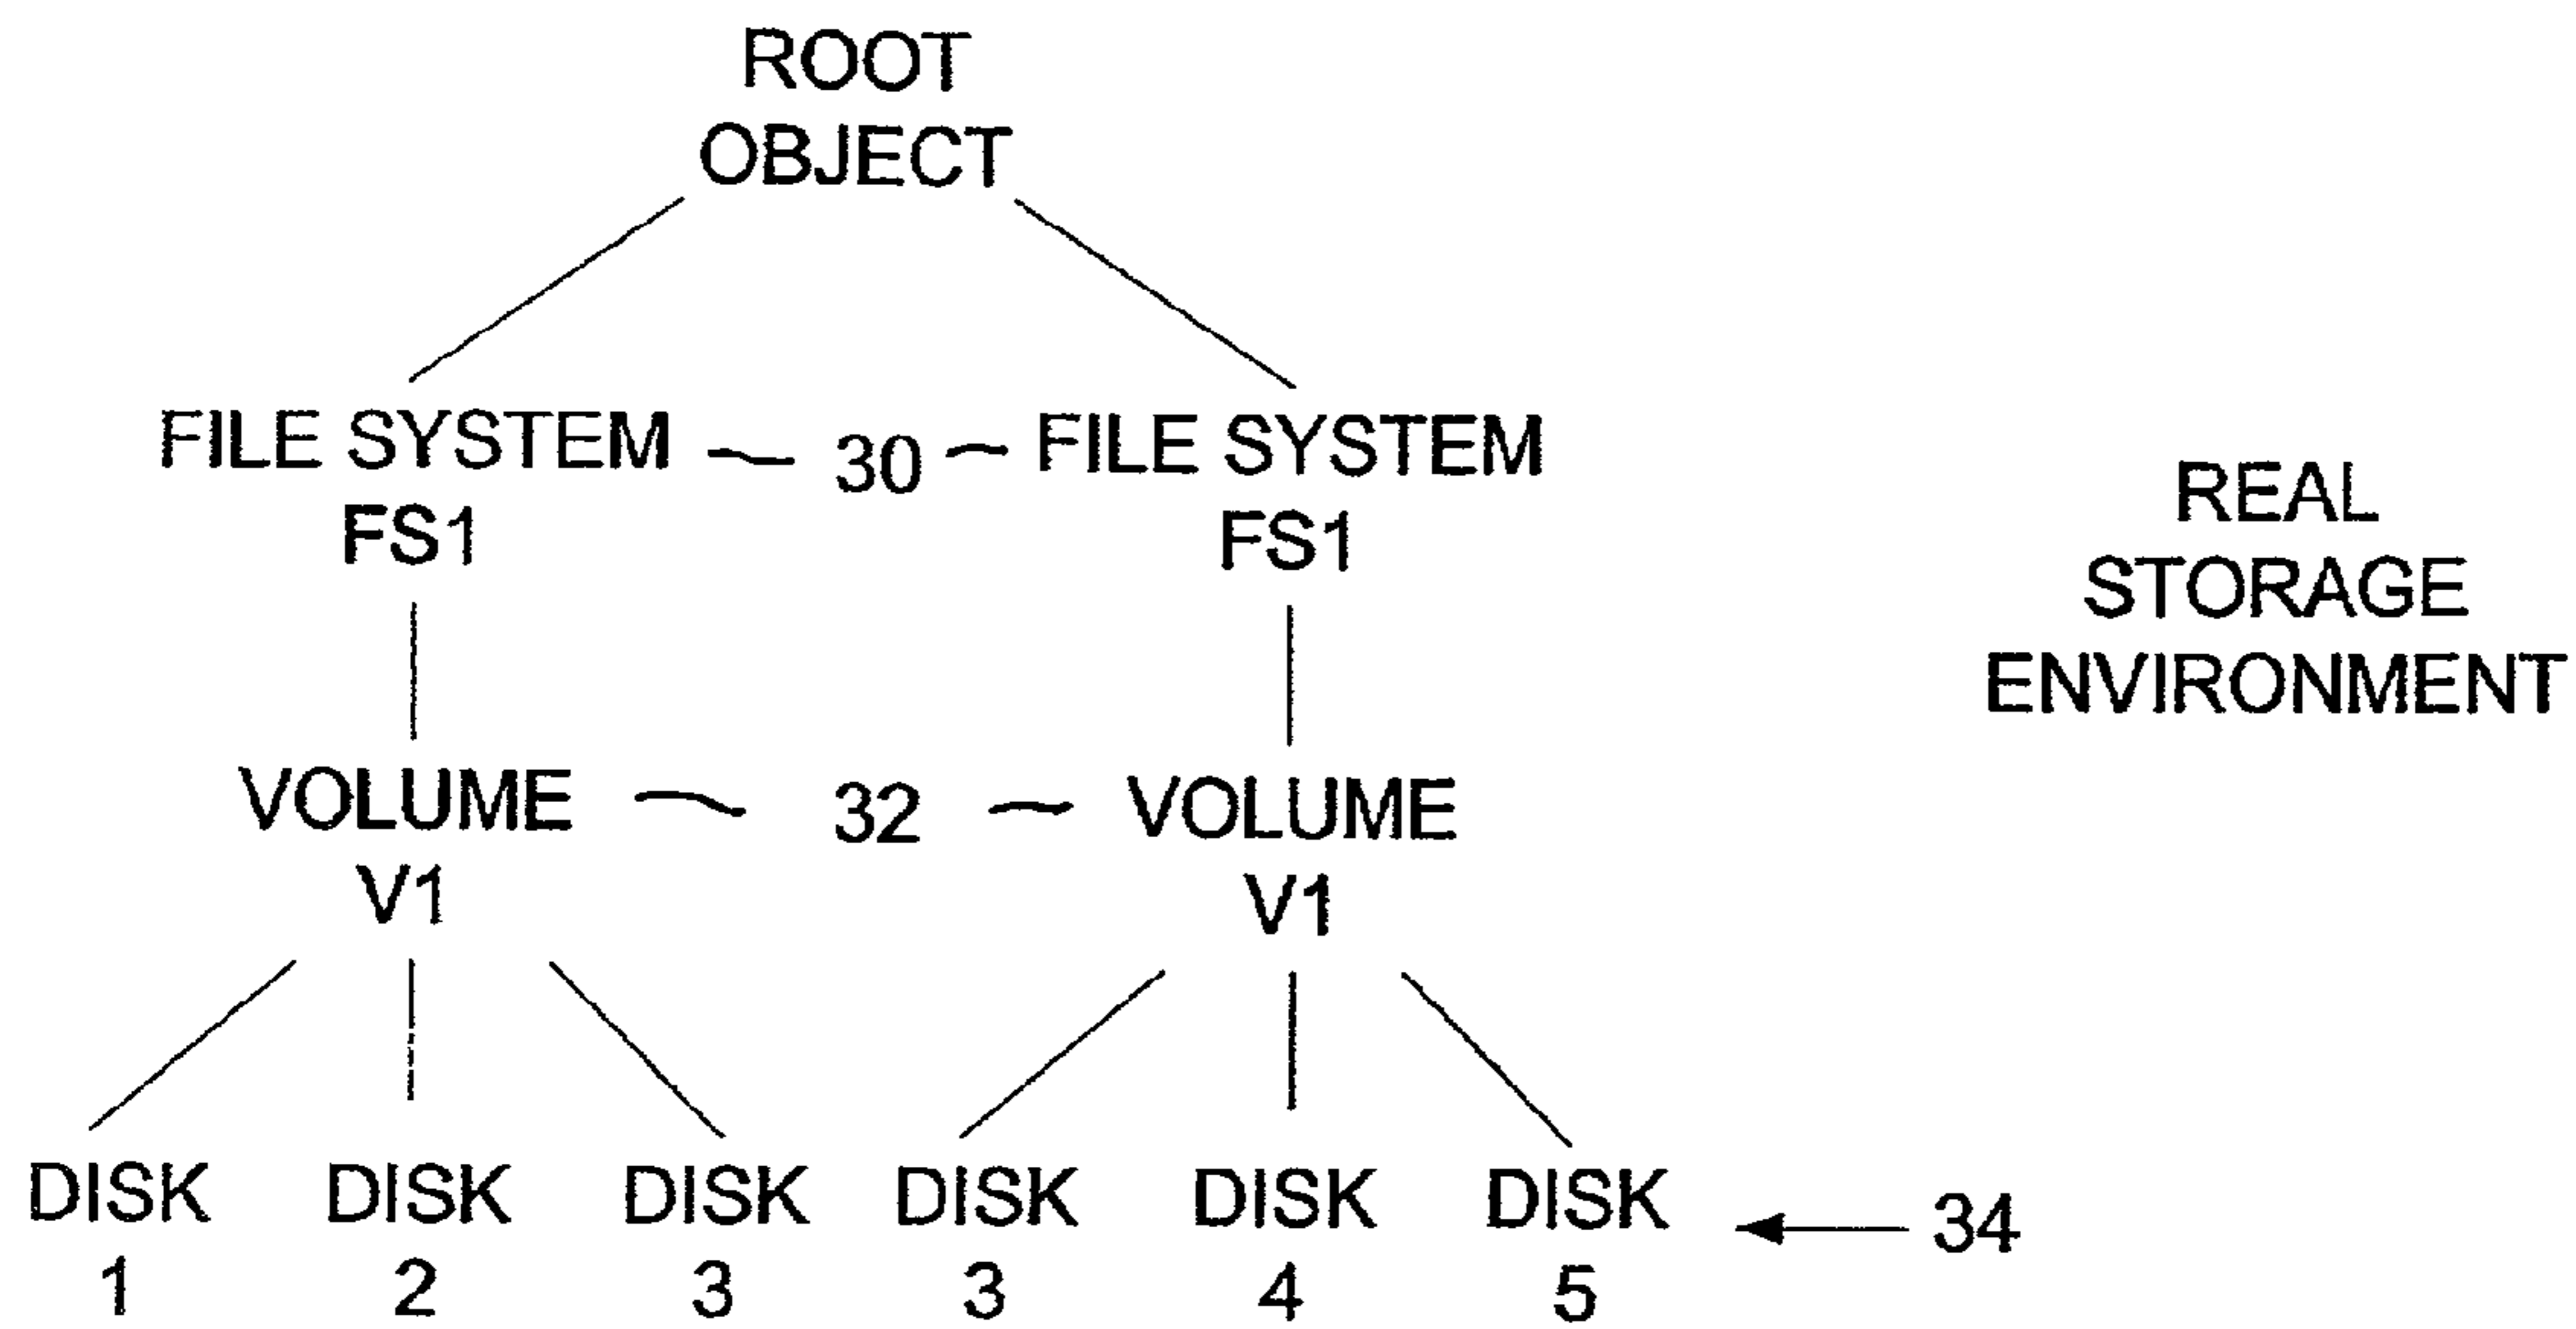 ROOT
OBJECT
FILE SYSTEM 30 FILE SYSTEM
FS1 FS1
REAL
STORAGE
ENVIRONMENT
VOLUME 32 VOLUME
V1 V1
DISK DISK DISK DISK DISK DISK 34
1 2 3 3 4 5